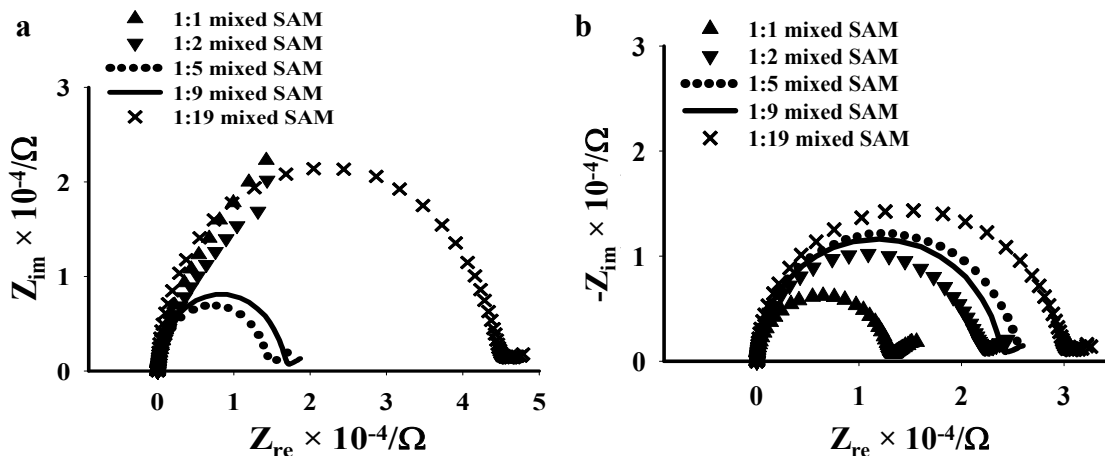 a
1:1 mixed SAM
1:2 mixed SAM
1:5 mixed SAM
1:9 mixed SAM
1:19 mixed SAM
3
2
1
0
Zim × 10⁻⁴/Ω
0 1 2 3 4 5
Zre × 10⁻⁴/Ω
b
1:1 mixed SAM
1:2 mixed SAM
1:5 mixed SAM
1:9 mixed SAM
1:19 mixed SAM
3
2
1
0
-Zim × 10⁻⁴/Ω
0 1 2 3
Zre × 10⁻⁴/Ω